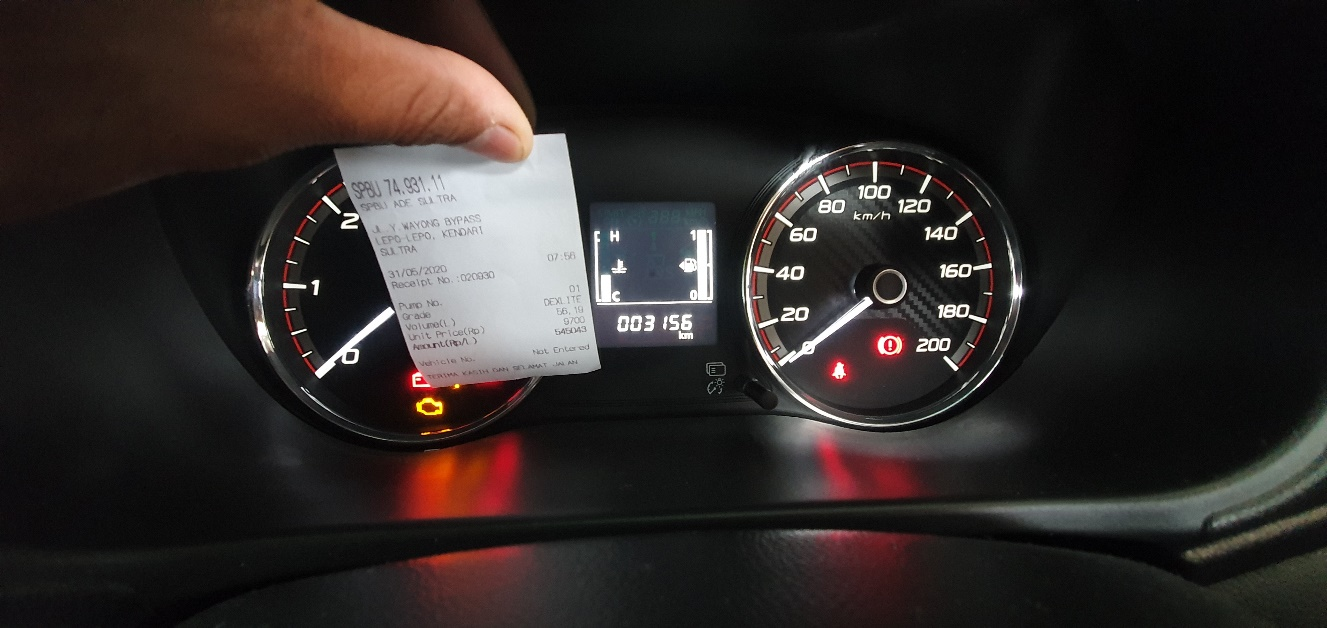 SPBU 74.931.11
SPBU ADE SULTRA
JL. Y. WAYONG BYPASS
LEPO-LEPO, KENDARI
SULTRA
31/05/2020 07:56
Receipt No.:020930
Pump No. 01
Grade DEXLITE
Volume(L) 56,19
Unit Price(Rp) 9700
Amount(Rp/L) 545043
Vehicle No. Not Entered
TERIMA KASIH DAN SELAMAT JALAN
2
1
0
H 1
C 0
003156
km
100
80 120
km/h
60 140
40 160
20 180
0 200